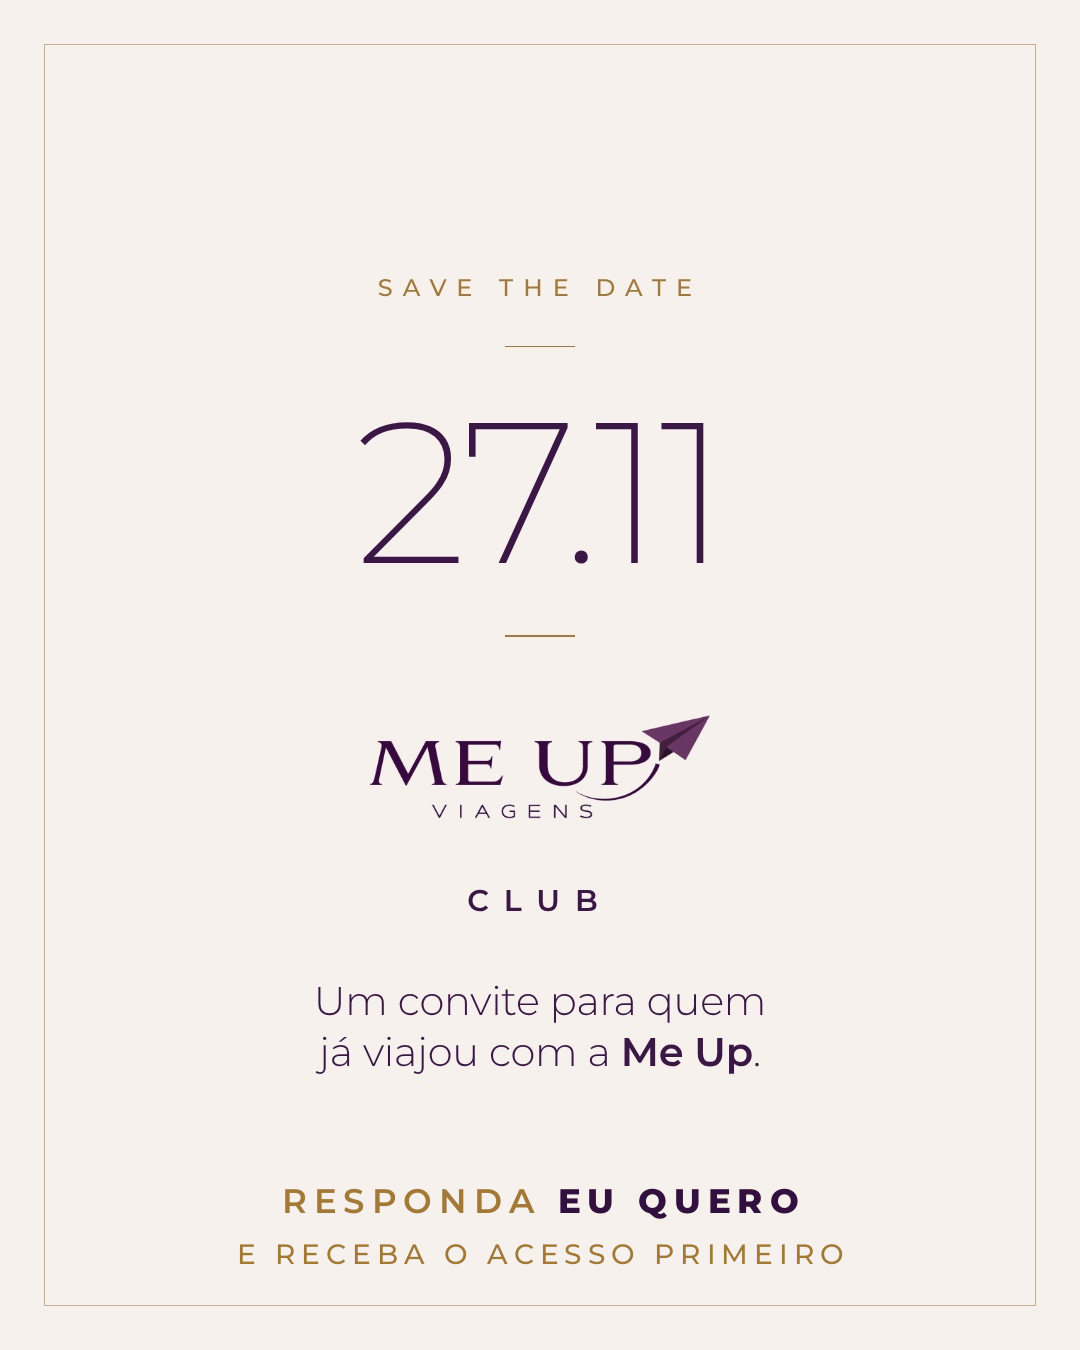 SAVE THE DATE
27.11
ME UP
VIAGENS
CLUB
Um convite para quem
já viajou com a Me Up.
RESPONDA EU QUERO
E RECEBA O ACESSO PRIMEIRO